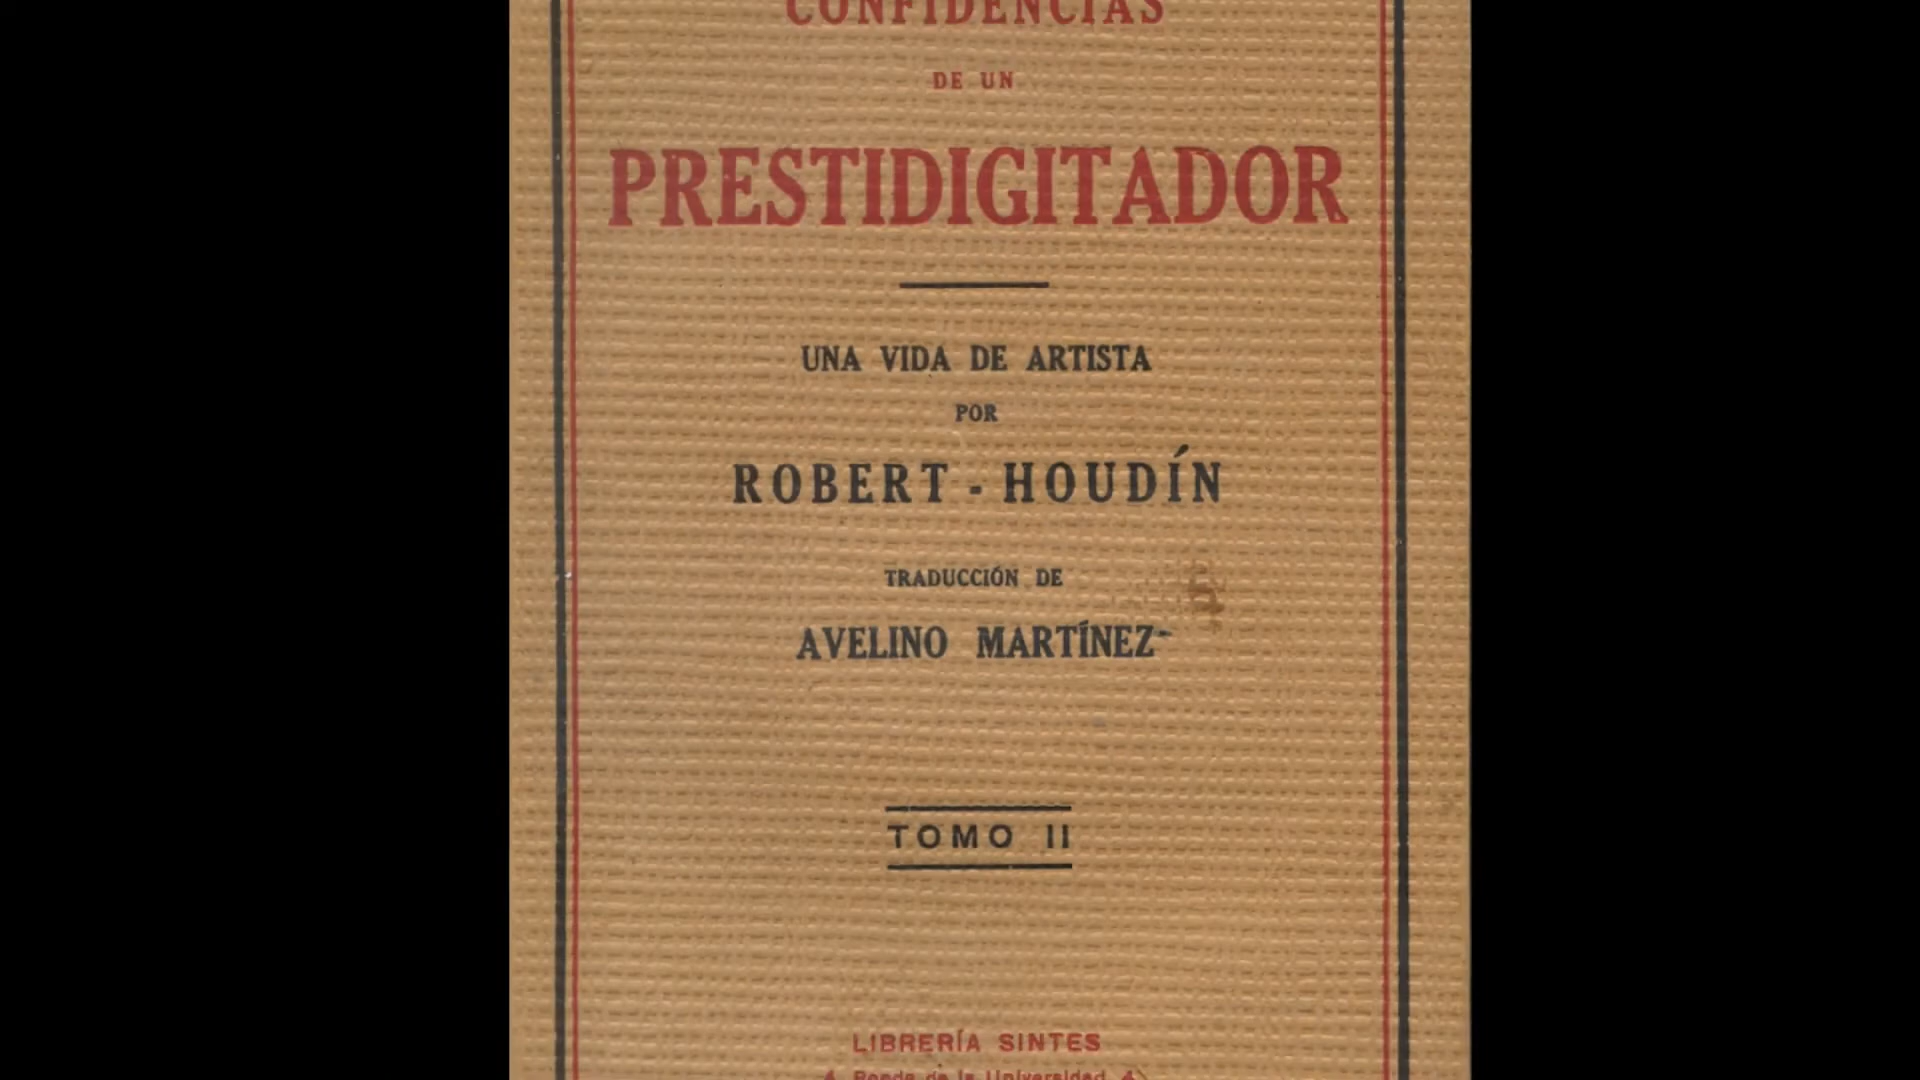 CONFIDENCIAS
DE UN
PRESTIDIGITADOR
UNA VIDA DE ARTISTA
POR
ROBERT - HOUDÍN
TRADUCCIÓN DE
AVELINO MARTÍNEZ
TOMO II
LIBRERÍA SINTES
4 Ronda de la Universidad 4